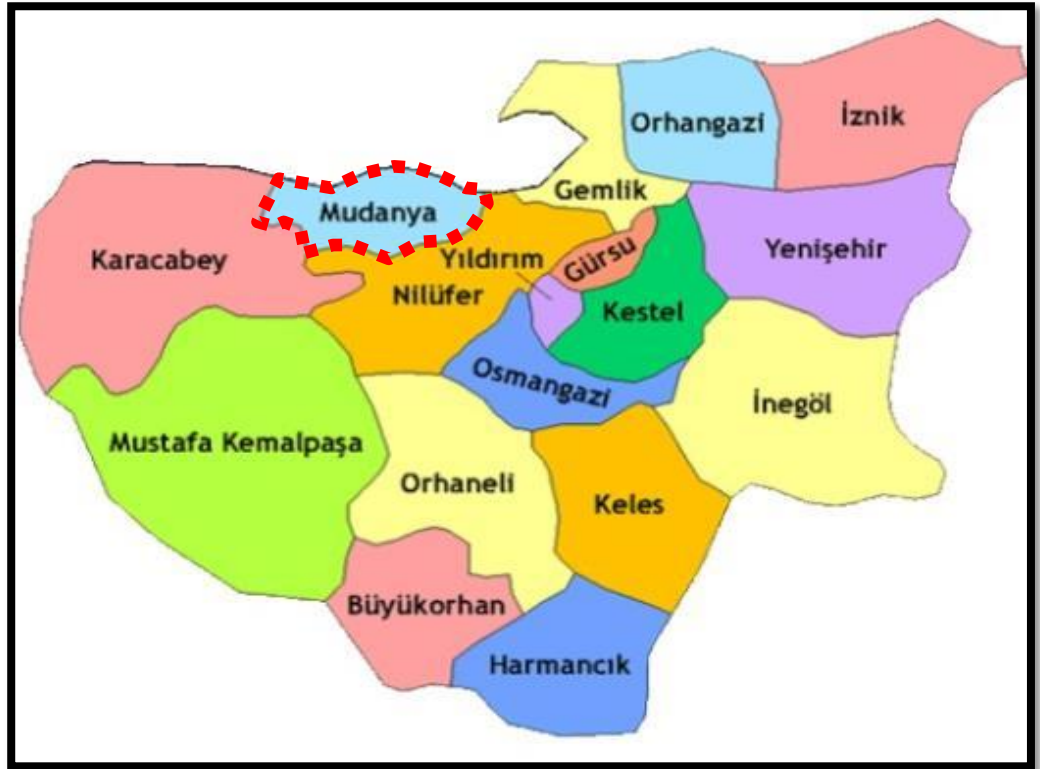 Orhangazi
İznik
Gemlik
Mudanya
Yenişehir
Karacabey
Yıldırım
Gürsu
Nilüfer
Kestel
Osmangazi
İnegöl
Mustafa Kemalpaşa
Orhaneli
Keles
Büyükorhan
Harmancık